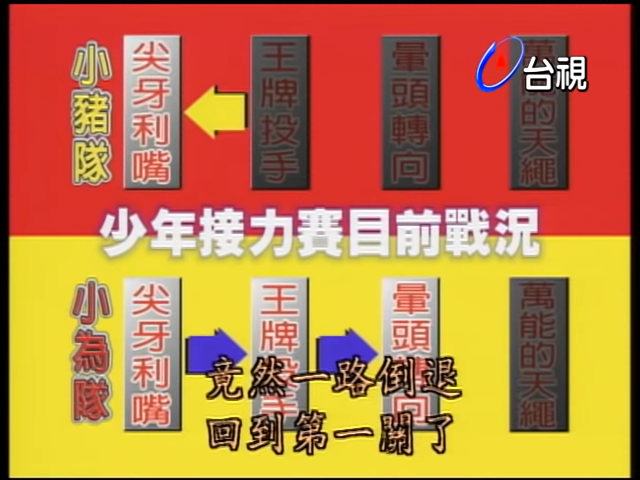 小豬隊
尖牙利嘴
王牌投手
暈頭轉向
萬能的天繩
台視
少年接力賽目前戰況
小為隊
尖牙利嘴
王牌投手
暈頭轉向
萬能的天繩
竟然一路倒退
回到第一關了